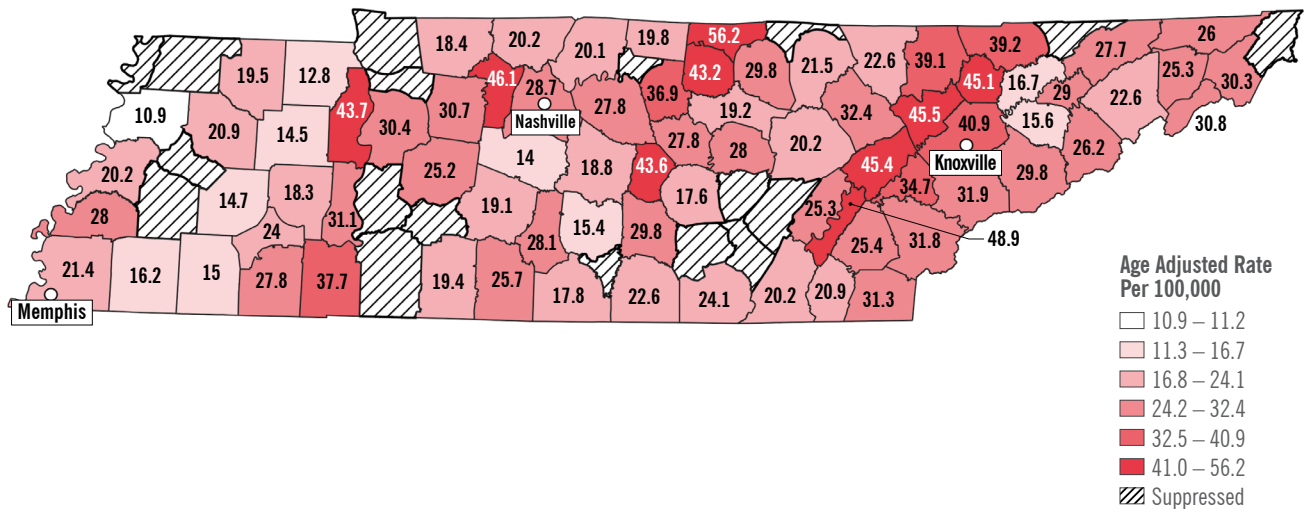 56.2
18.4 20.2 20.1 19.8 39.2 27.7 26
19.5 12.8 46.1 28.7 43.2 29.8 21.5 22.6 39.1 45.1 16.7 29 25.3 30.3
10.9 43.7 30.7 27.8 36.9 19.2 32.4 45.5 22.6
Nashville
20.9 14.5 30.4 40.9 15.6 30.8
27.8 28 20.2 26.2
Knoxville
20.2 25.2 14 18.8 43.6 45.4 29.8
14.7 18.3 17.6 34.7 31.9
28 31.1 19.1 25.3
24 28.1 15.4 29.8 25.4 31.8 48.9
21.4 16.2 15 27.8 37.7 19.4 25.7 17.8 22.6 24.1 20.2 20.9 31.3
Memphis
Age Adjusted Rate
Per 100,000
10.9 – 11.2
11.3 – 16.7
16.8 – 24.1
24.2 – 32.4
32.5 – 40.9
41.0 – 56.2
Suppressed